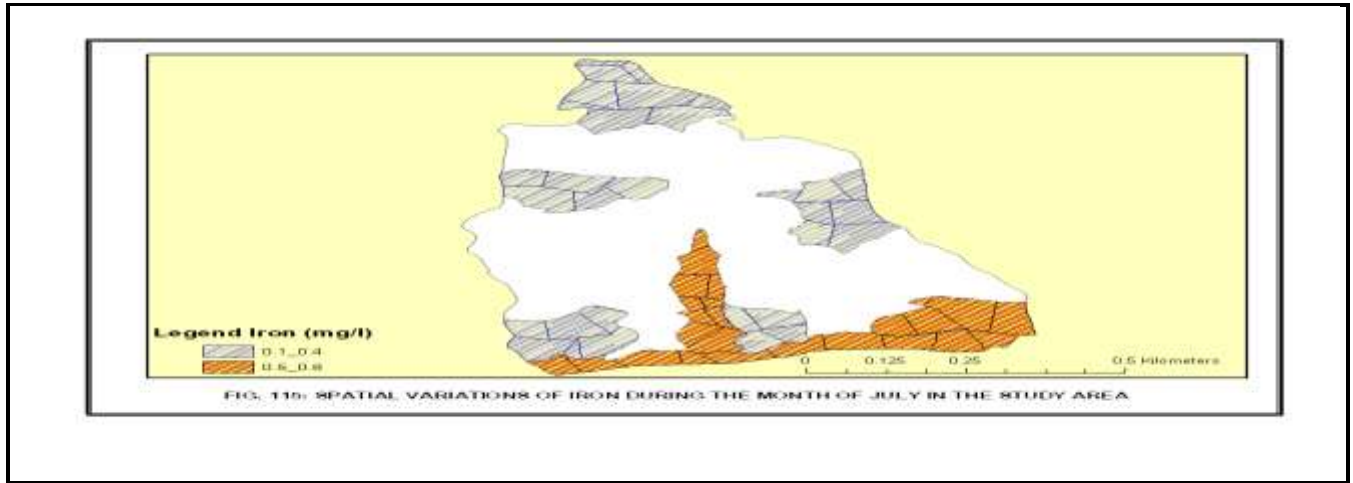 Legend Iron (mg/l)
0.1_0.4
0.5_0.8
0 0.125 0.25 0.5 Kilometers
FIG. 115: SPATIAL VARIATIONS OF IRON DURING THE MONTH OF JULY IN THE STUDY AREA